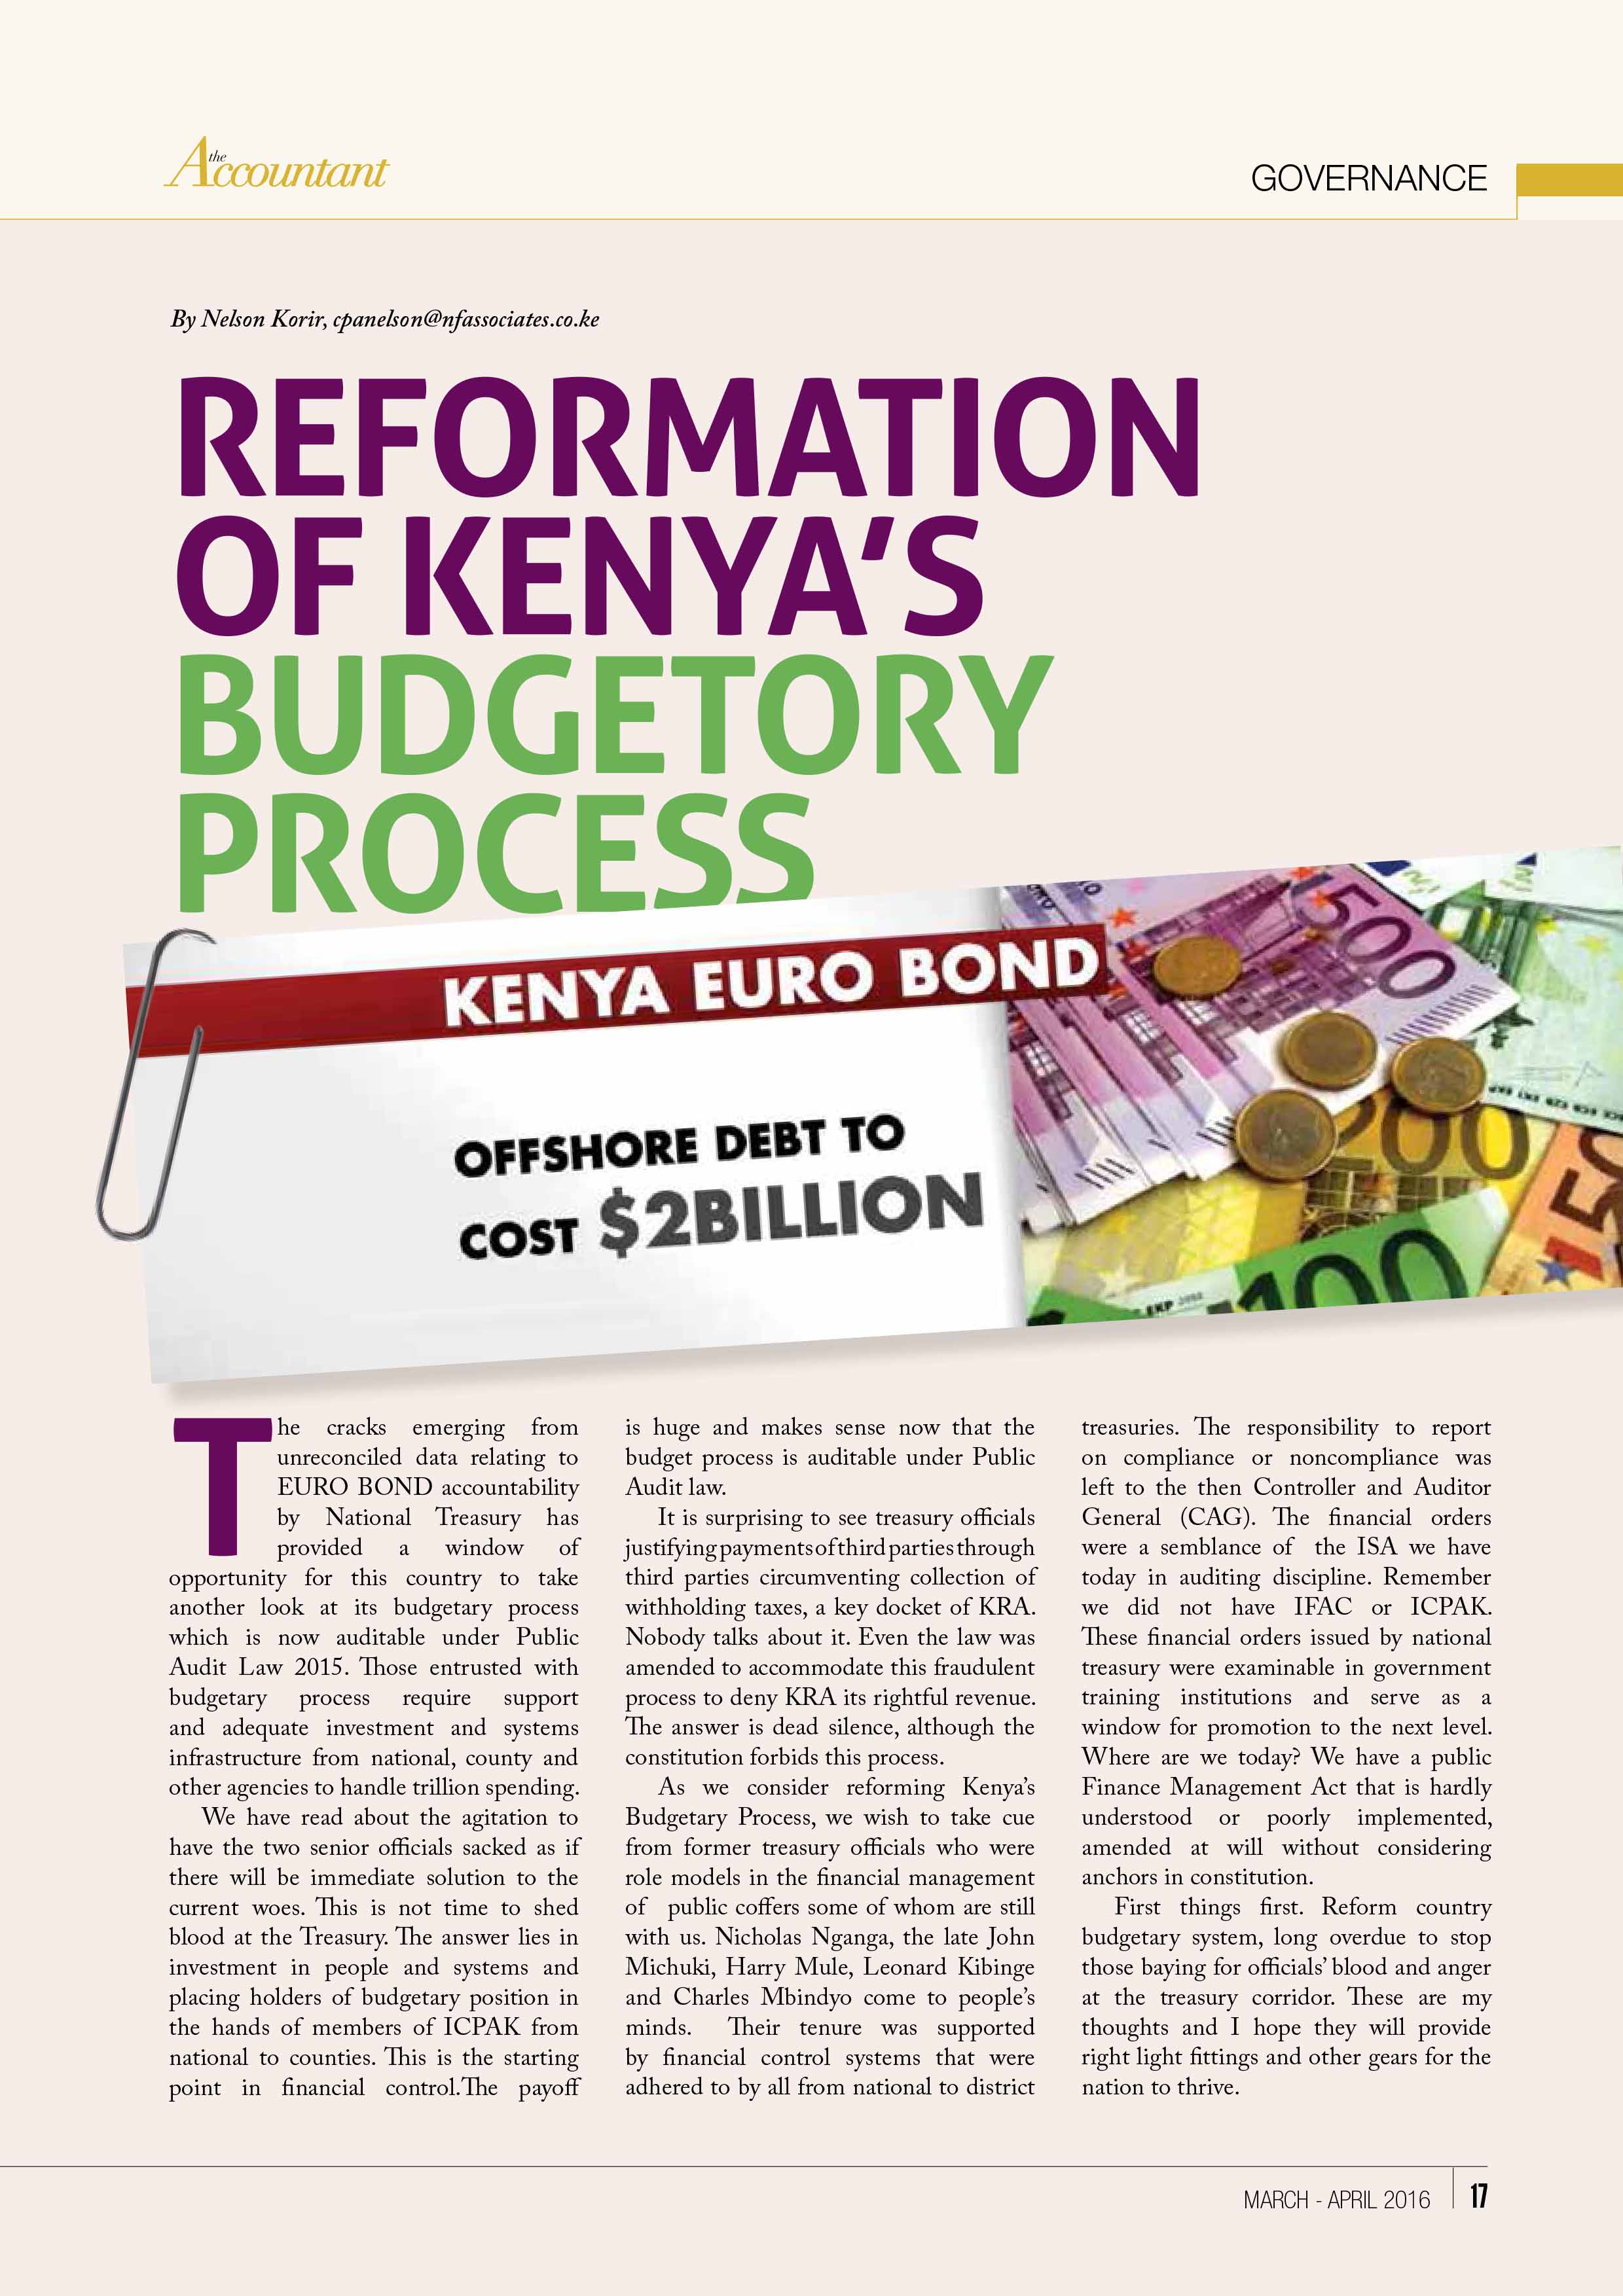 the Accountant
GOVERNANCE
By Nelson Korir, cpanelson@nfassociates.co.ke
REFORMATION
OF KENYA’S
BUDGETORY
PROCESS
KENYA EURO BOND
OFFSHORE DEBT TO
COST $2BILLION
500
200
50
100
EKP
The cracks emerging from
unreconciled data relating to
EURO BOND accountability
by National Treasury has
provided a window of
opportunity for this country to take
another look at its budgetary process
which is now auditable under Public
Audit Law 2015. Those entrusted with
budgetary process require support
and adequate investment and systems
infrastructure from national, county and
other agencies to handle trillion spending.
We have read about the agitation to
have the two senior officials sacked as if
there will be immediate solution to the
current woes. This is not time to shed
blood at the Treasury. The answer lies in
investment in people and systems and
placing holders of budgetary position in
the hands of members of ICPAK from
national to counties. This is the starting
point in financial control.The payoff
is huge and makes sense now that the
budget process is auditable under Public
Audit law.
It is surprising to see treasury officials
justifying payments of third parties through
third parties circumventing collection of
withholding taxes, a key docket of KRA.
Nobody talks about it. Even the law was
amended to accommodate this fraudulent
process to deny KRA its rightful revenue.
The answer is dead silence, although the
constitution forbids this process.
As we consider reforming Kenya’s
Budgetary Process, we wish to take cue
from former treasury officials who were
role models in the financial management
of public coffers some of whom are still
with us. Nicholas Nganga, the late John
Michuki, Harry Mule, Leonard Kibinge
and Charles Mbindyo come to people’s
minds. Their tenure was supported
by financial control systems that were
adhered to by all from national to district
treasuries. The responsibility to report
on compliance or noncompliance was
left to the then Controller and Auditor
General (CAG). The financial orders
were a semblance of the ISA we have
today in auditing discipline. Remember
we did not have IFAC or ICPAK.
These financial orders issued by national
treasury were examinable in government
training institutions and serve as a
window for promotion to the next level.
Where are we today? We have a public
Finance Management Act that is hardly
understood or poorly implemented,
amended at will without considering
anchors in constitution.
First things first. Reform country
budgetary system, long overdue to stop
those baying for officials’ blood and anger
at the treasury corridor. These are my
thoughts and I hope they will provide
right light fittings and other gears for the
nation to thrive.
MARCH - APRIL 2016
17